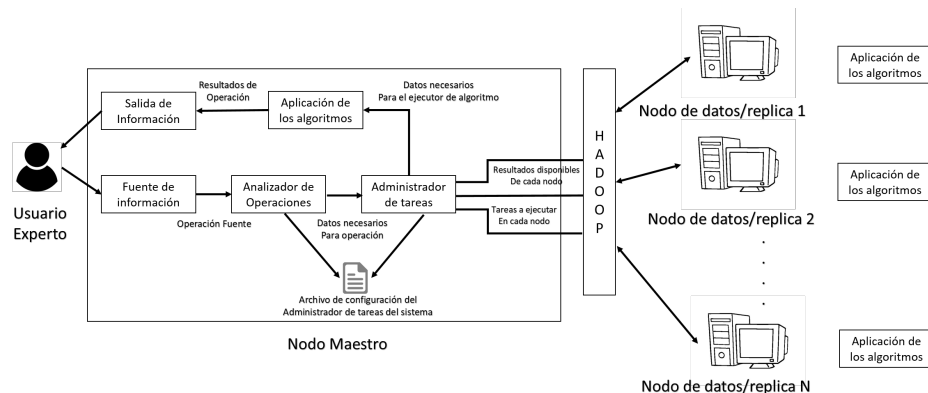 Resultados de
Operación
Datos necesarios
Para el ejecutor de algoritmo
Salida de
Información
Aplicación de
los algoritmos
Usuario
Experto
Fuente de
información
Analizador de
Operaciones
Administrador
de tareas
Operación Fuente
Datos necesarios
Para operación
Resultados disponibles
De cada nodo
Tareas a ejecutar
En cada nodo
Archivo de configuración del
Administrador de tareas del sistema
Nodo Maestro
H
A
D
O
O
P
Nodo de datos/replica 1
Aplicación de
los algoritmos
Nodo de datos/replica 2
Aplicación de
los algoritmos
Nodo de datos/replica N
Aplicación de
los algoritmos